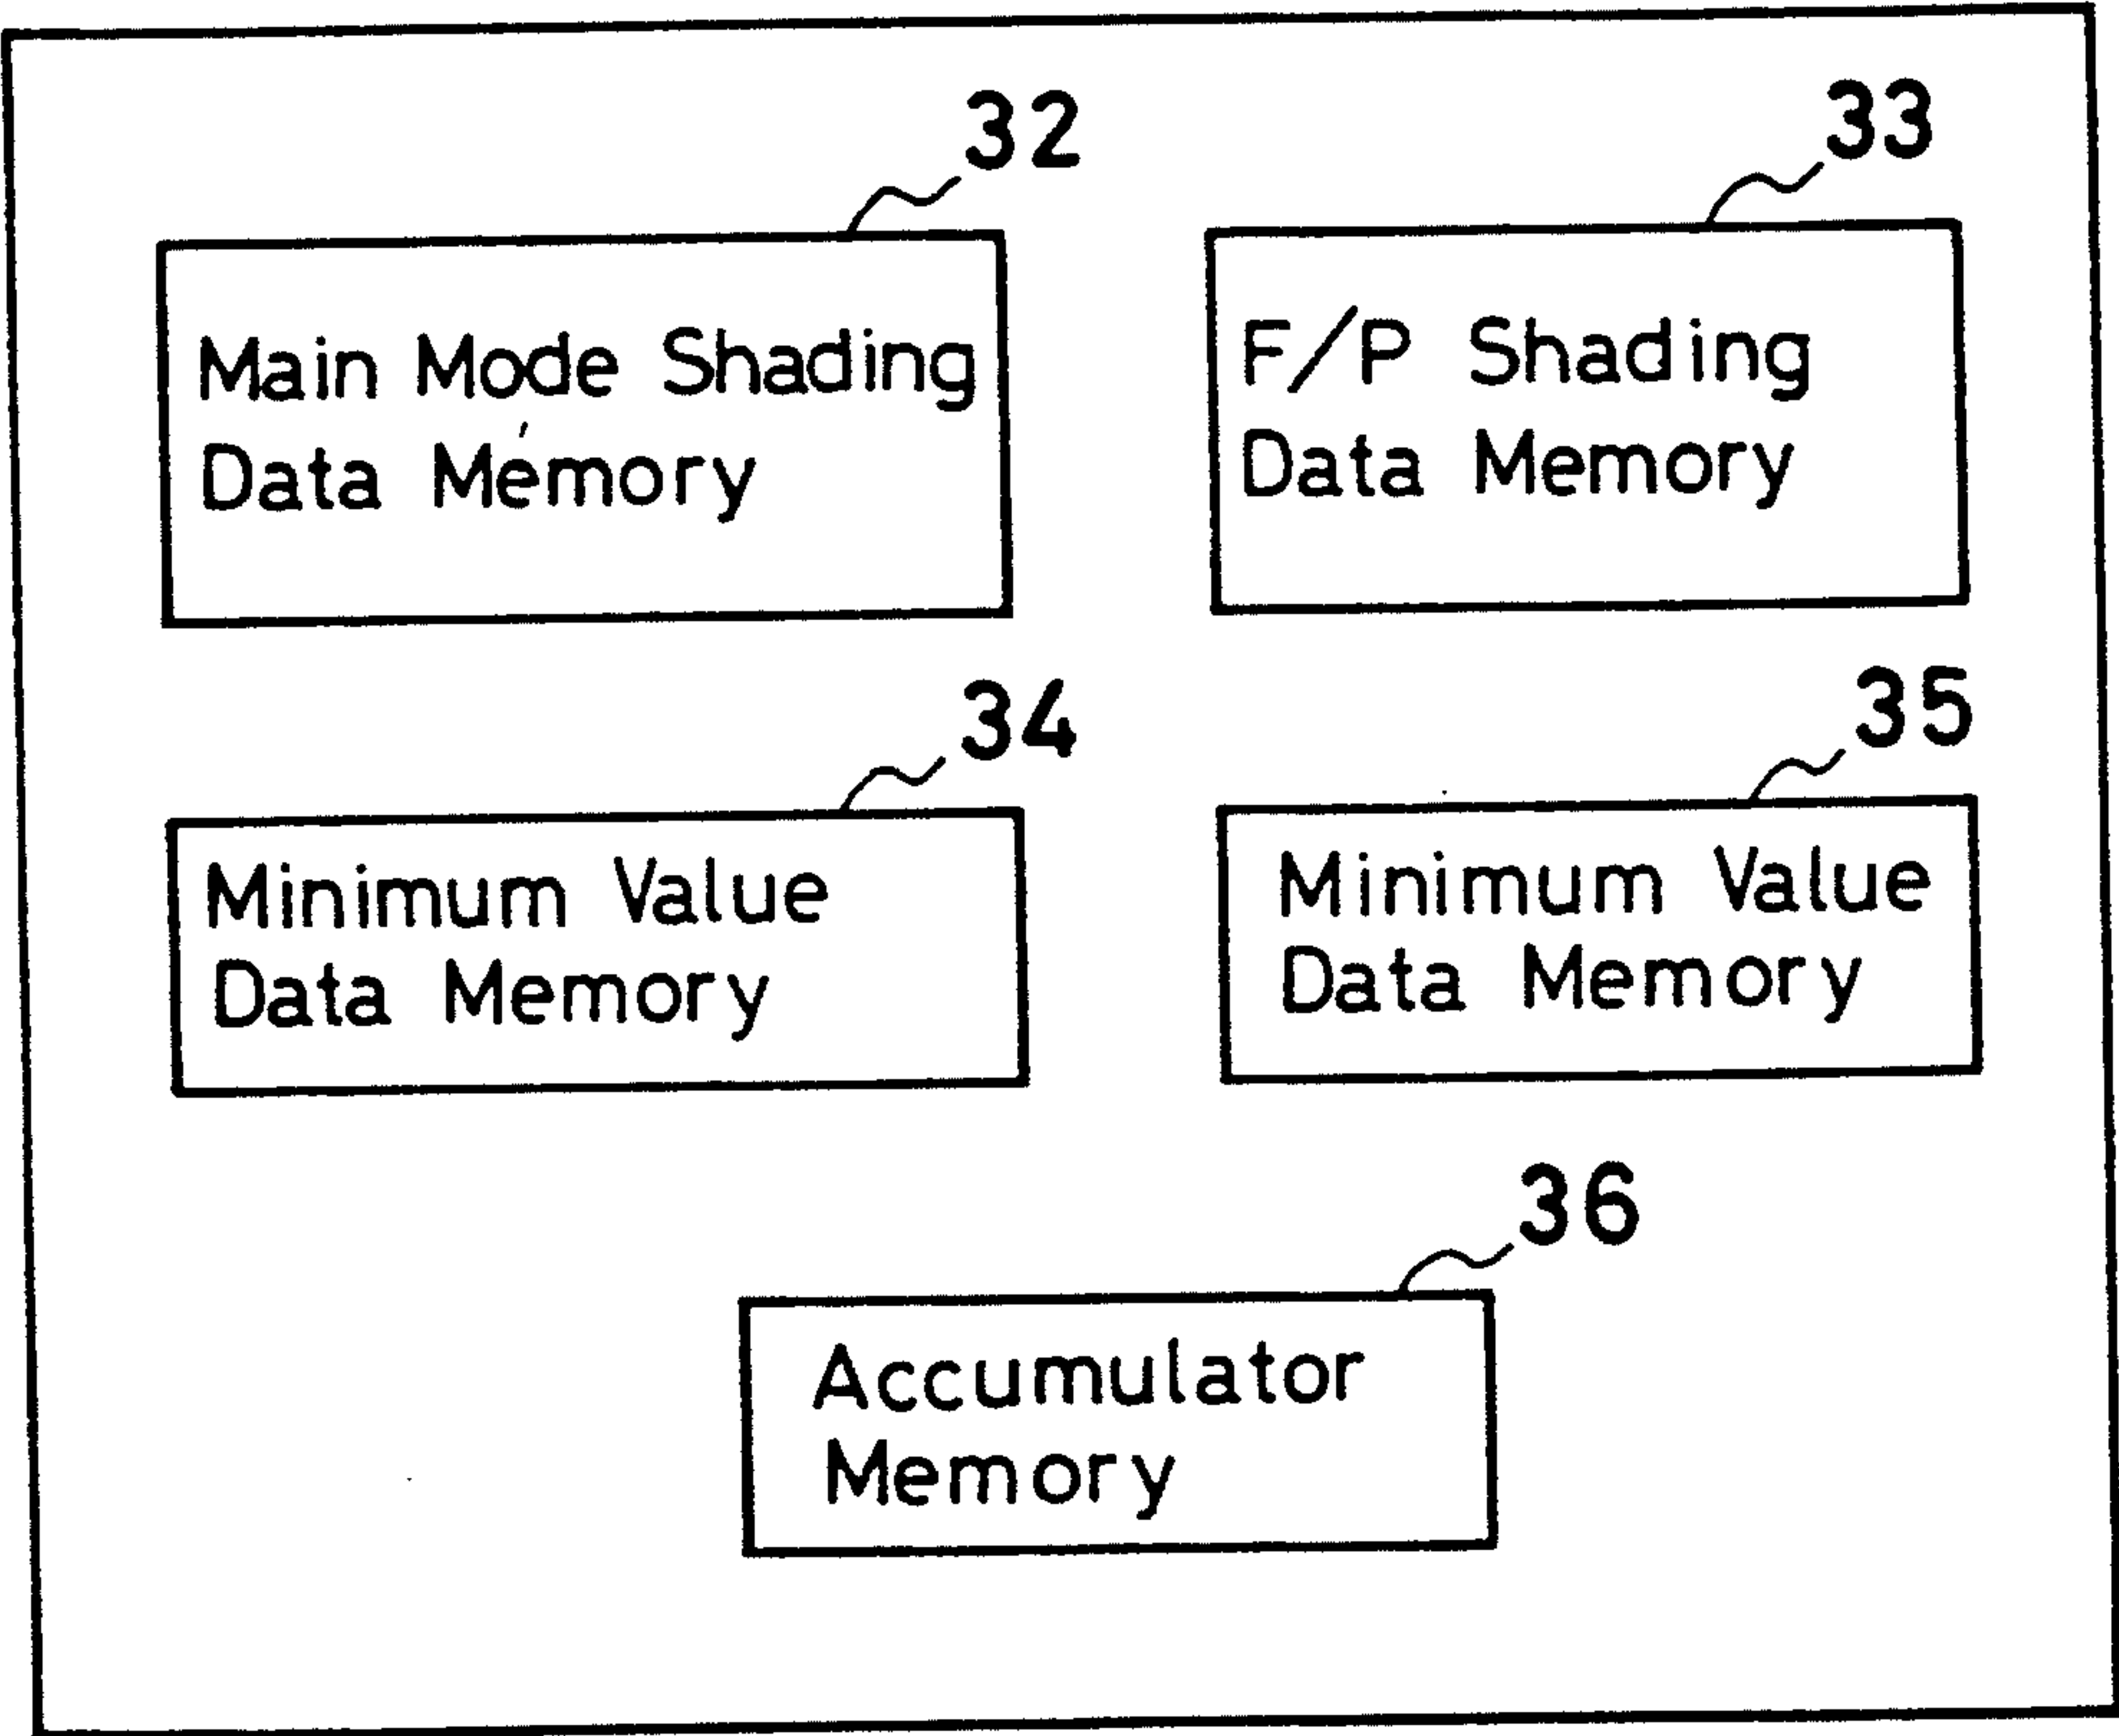 32
33
Main Mode Shading
Data Memory
F/P Shading
Data Memory
34
35
Minimum Value
Data Memory
Minimum Value
Data Memory
36
Accumulator
Memory